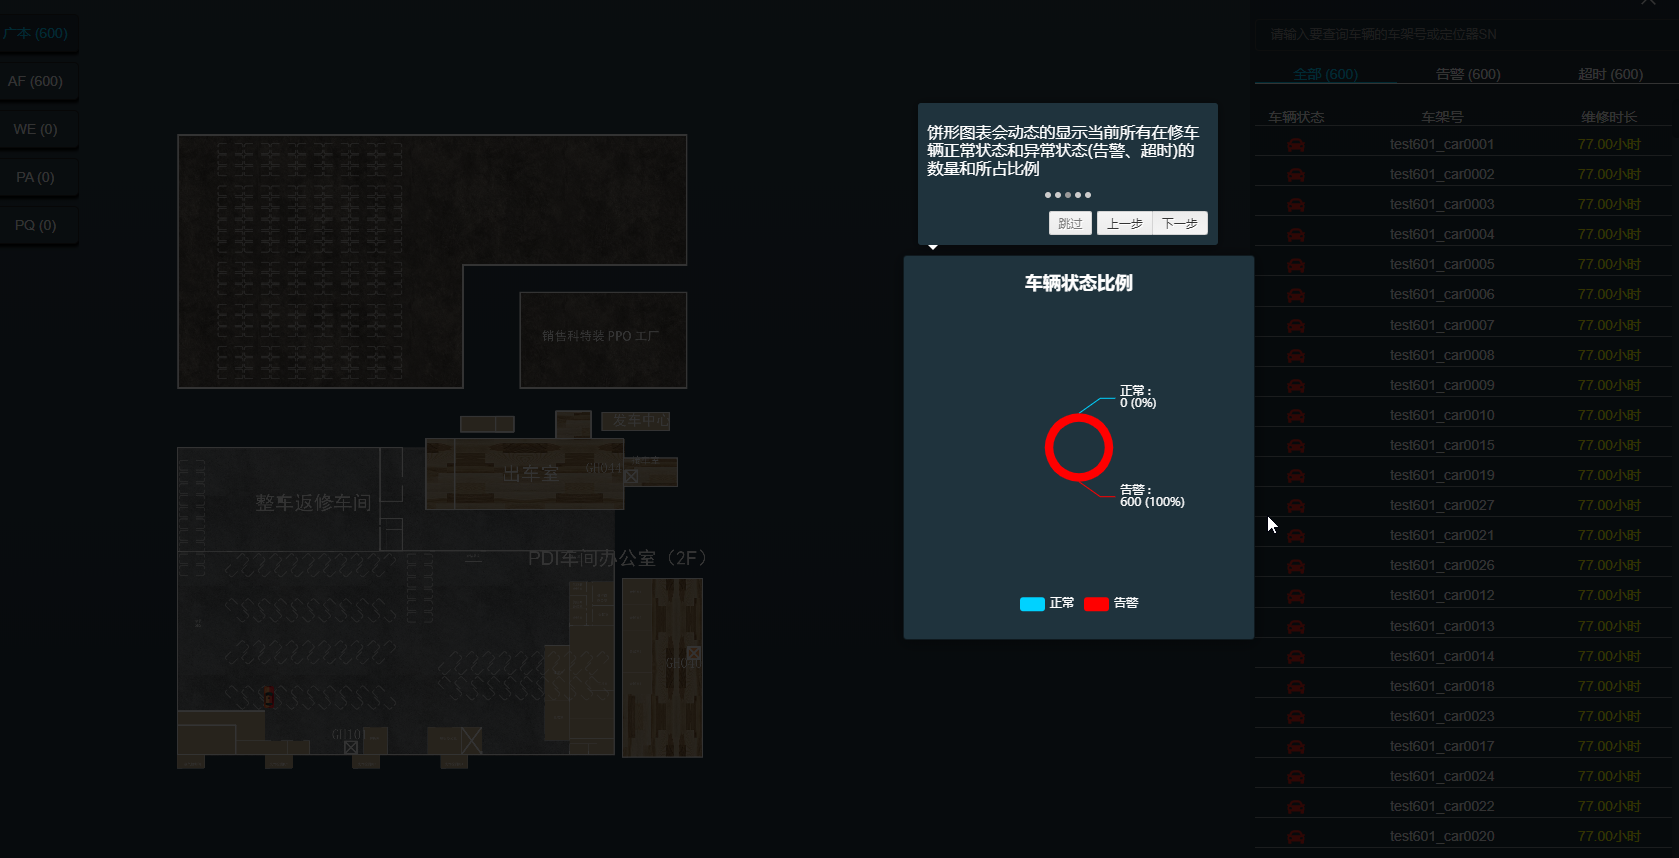 广本 (600)
AF (600)
WE (0)
PA (0)
PQ (0)
销售科特装 PPO 工厂
发车中心
出车室
GH044
整车返修车间
PDI车间办公室（2F）
GH101
饼形图表会动态的显示当前所有在修车
辆正常状态和异常状态(告警、超时)的
数量和所占比例
跳过
上一步
下一步
车辆状态比例
正常 :
0 (0%)
告警 :
600 (100%)
正常
告警
请输入要查询车辆的车架号或定位器SN
全部 (600)
告警 (600)
超时 (600)
车辆状态 车架号 维修时长
test601_car0001 77.00小时
test601_car0002 77.00小时
test601_car0003 77.00小时
test601_car0004 77.00小时
test601_car0005 77.00小时
test601_car0006 77.00小时
test601_car0007 77.00小时
test601_car0008 77.00小时
test601_car0009 77.00小时
test601_car0010 77.00小时
test601_car0015 77.00小时
test601_car0019 77.00小时
test601_car0027 77.00小时
test601_car0021 77.00小时
test601_car0026 77.00小时
test601_car0012 77.00小时
test601_car0013 77.00小时
test601_car0014 77.00小时
test601_car0018 77.00小时
test601_car0023 77.00小时
test601_car0017 77.00小时
test601_car0024 77.00小时
test601_car0022 77.00小时
test601_car0020 77.00小时